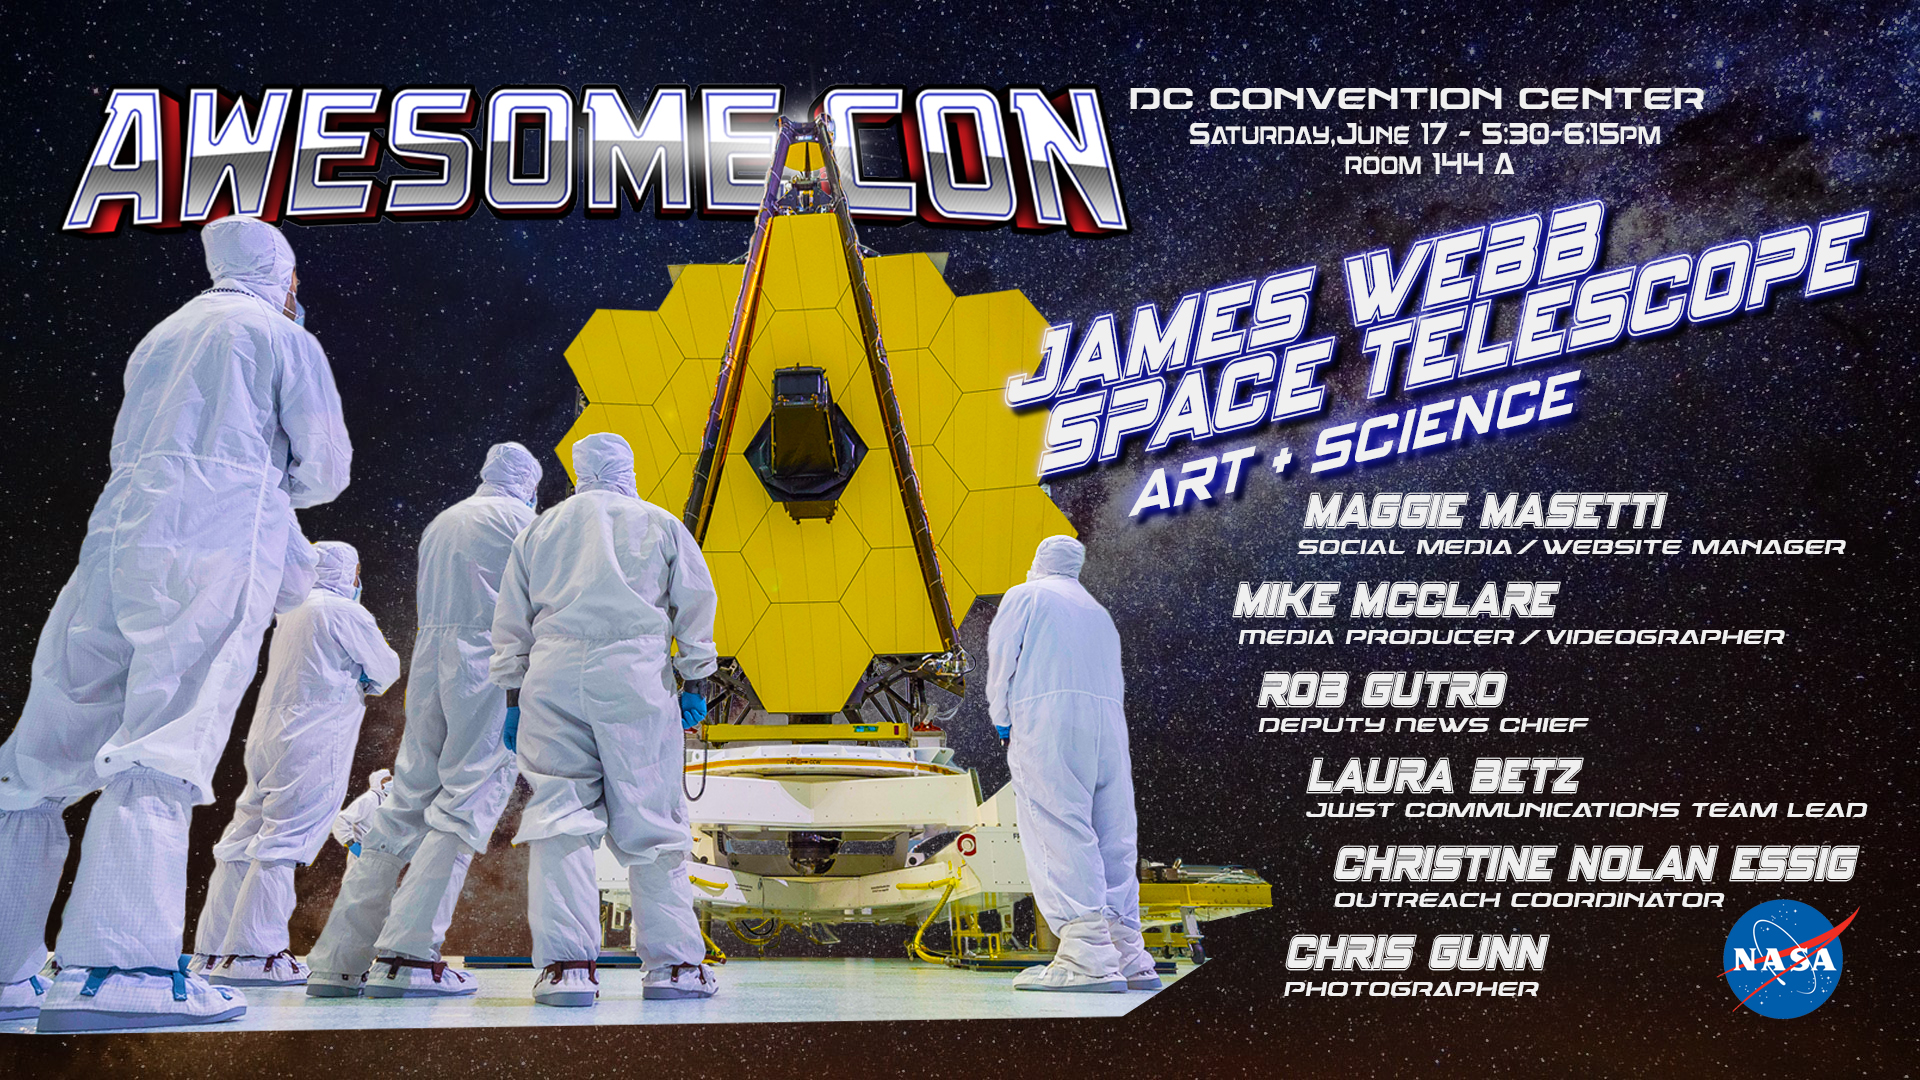 AWESOME CON
DC CONVENTION CENTER
SATURDAY, JUNE 17 - 5:30-6:15PM
ROOM 144 A
JAMES WEBB
SPACE TELESCOPE
ART + SCIENCE
MAGGIE MASETTI
SOCIAL MEDIA / WEBSITE MANAGER
MIKE MCCLARE
MEDIA PRODUCER / VIDEOGRAPHER
ROB GUTRO
DEPUTY NEWS CHIEF
LAURA BETZ
JWST COMMUNICATIONS TEAM LEAD
CHRISTINE NOLAN ESSIG
OUTREACH COORDINATOR
CHRIS GUNN
PHOTOGRAPHER
NASA